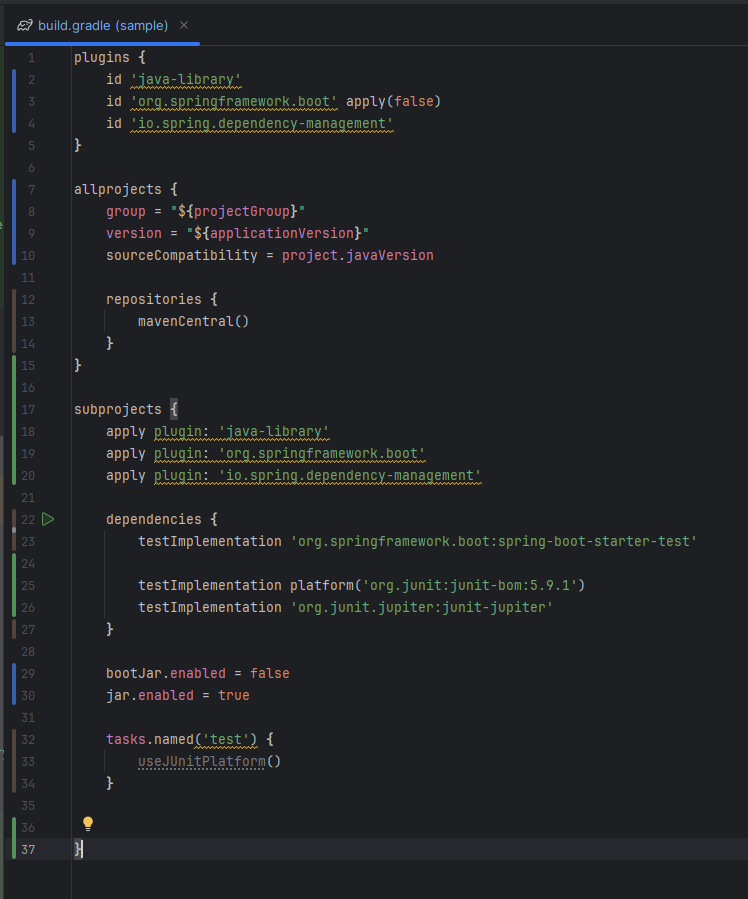 build.gradle (sample) ×
1 plugins {
2 id 'java-library'
3 id 'org.springframework.boot' apply(false)
4 id 'io.spring.dependency-management'
5 }
6
7 allprojects {
8 group = "${projectGroup}"
9 version = "${applicationVersion}"
10 sourceCompatibility = project.javaVersion
11
12 repositories {
13 mavenCentral()
14 }
15 }
16
17 subprojects {
18 apply plugin: 'java-library'
19 apply plugin: 'org.springframework.boot'
20 apply plugin: 'io.spring.dependency-management'
21
22 dependencies {
23 testImplementation 'org.springframework.boot:spring-boot-starter-test'
24
25 testImplementation platform('org.junit:junit-bom:5.9.1')
26 testImplementation 'org.junit.jupiter:junit-jupiter'
27 }
28
29 bootJar.enabled = false
30 jar.enabled = true
31
32 tasks.named('test') {
33 useJUnitPlatform()
34 }
35
36
37 }